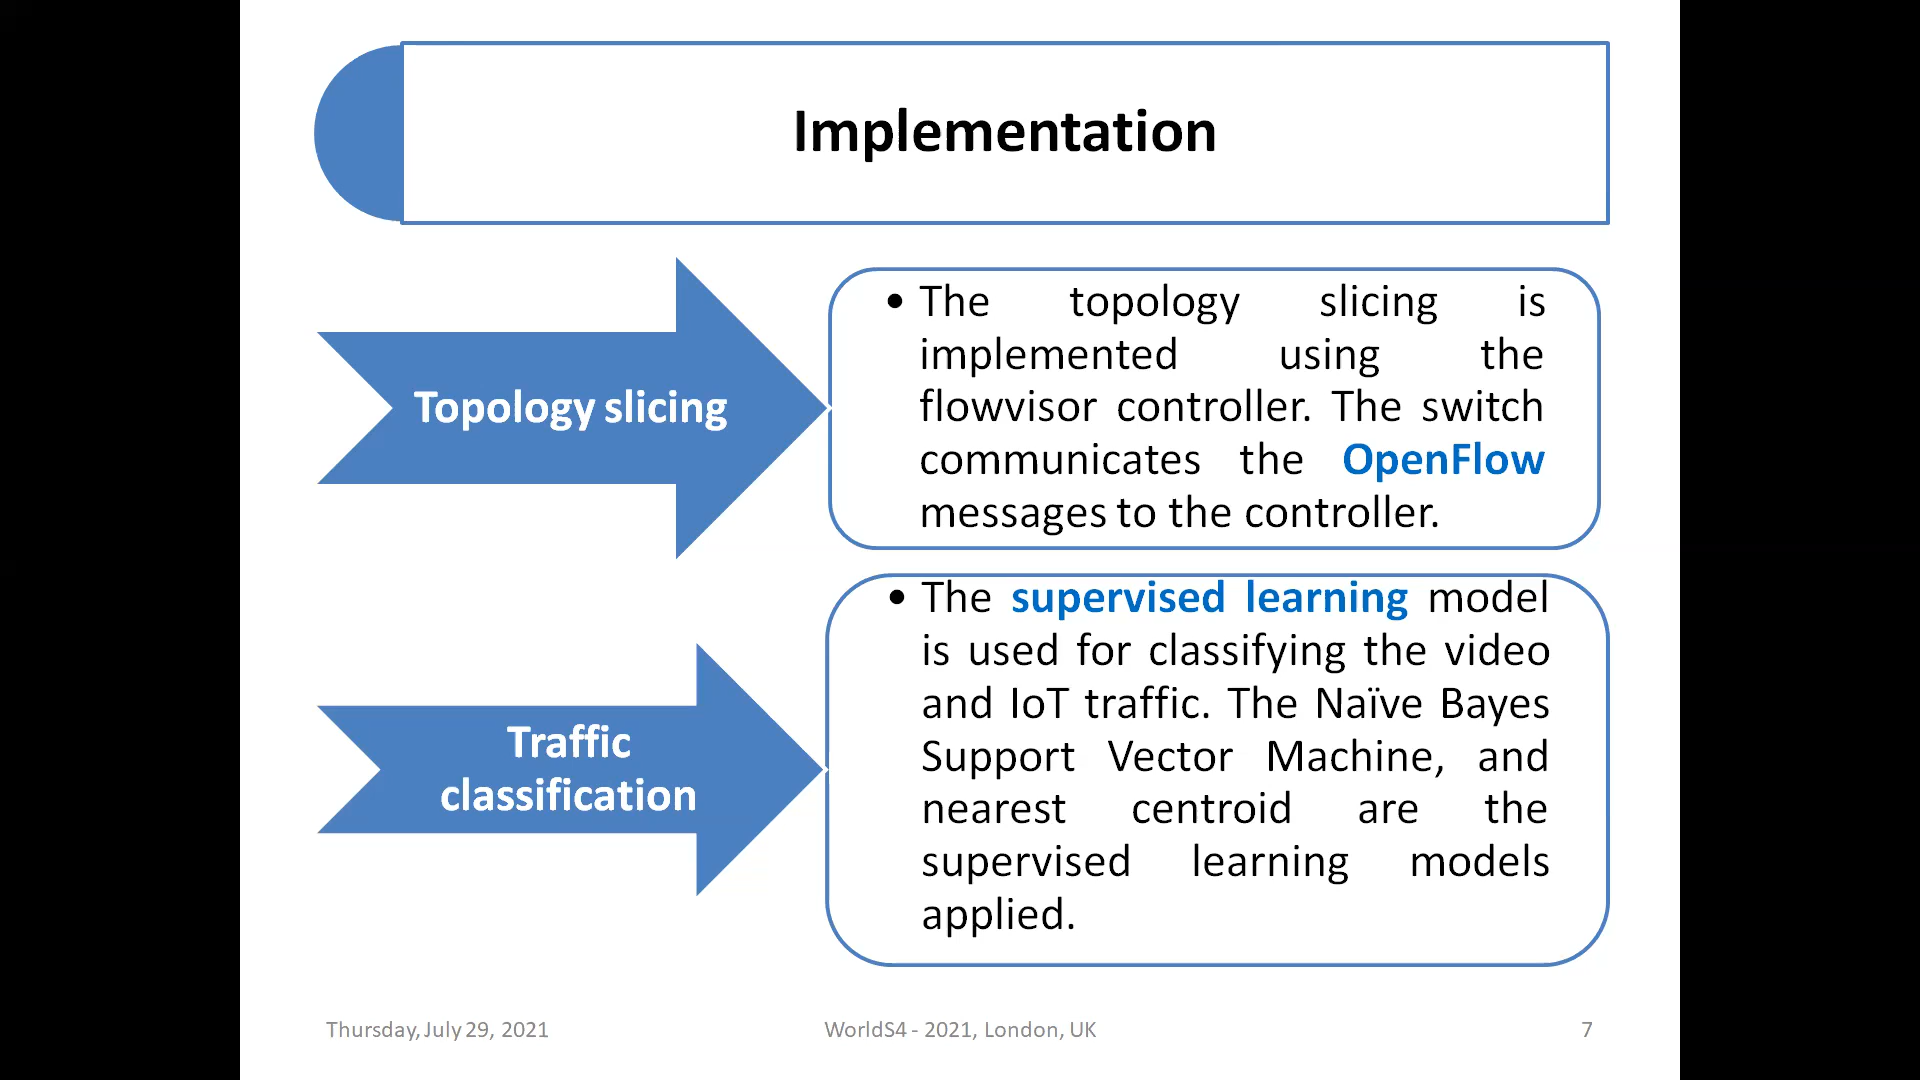 Implementation
Topology slicing
• The topology slicing is
implemented using the
flowvisor controller. The switch
communicates the OpenFlow
messages to the controller.
Traffic
classification
• The supervised learning model
is used for classifying the video
and IoT traffic. The Naïve Bayes
Support Vector Machine, and
nearest centroid are the
supervised learning models
applied.
Thursday, July 29, 2021
WorldS4 - 2021, London, UK
7